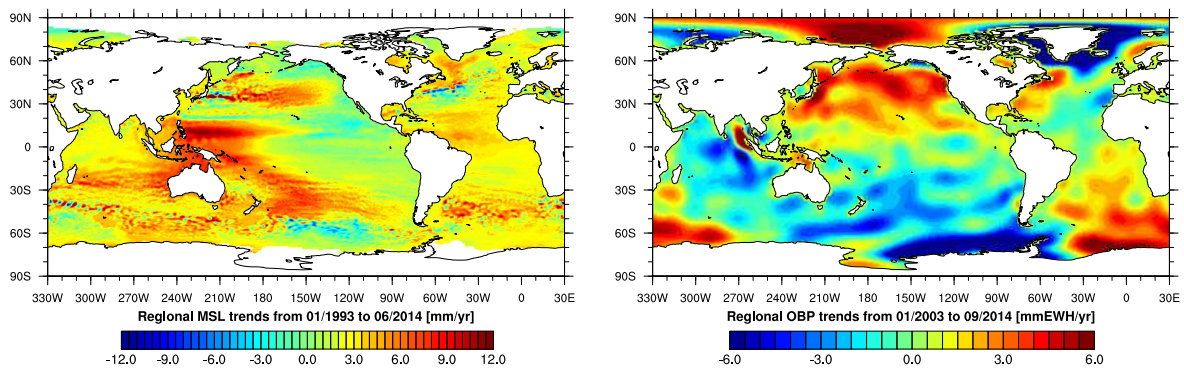 90N
60N
30N
0
30S
60S
90S
330W 300W 270W 240W 210W 180 150W 120W 90W 60W 30W 0 30E
Regional MSL trends from 01/1993 to 06/2014 [mm/yr]
-12.0 -9.0 -6.0 -3.0 0.0 3.0 6.0 9.0 12.0
90N
60N
30N
0
30S
60S
90S
330W 300W 270W 240W 210W 180 150W 120W 90W 60W 30W 0 30E
Regional OBP trends from 01/2003 to 09/2014 [mmEWH/yr]
-6.0 -3.0 0.0 3.0 6.0